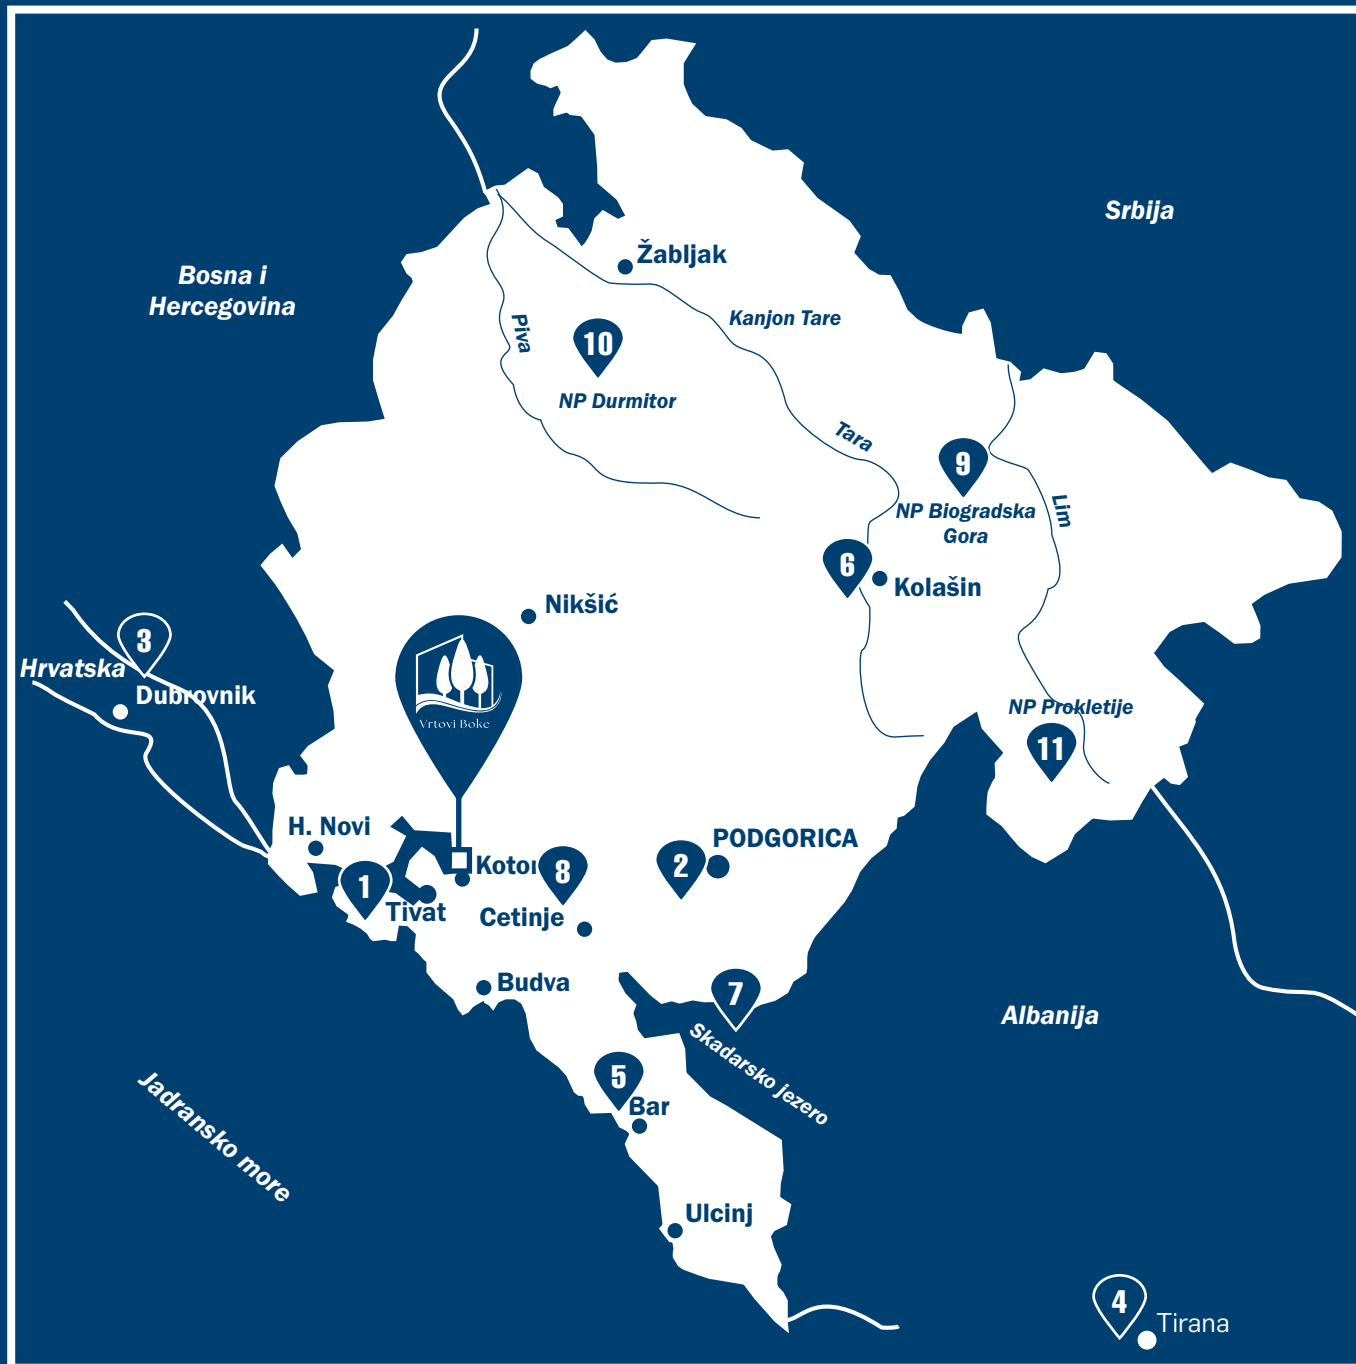 Srbija
Žabljak
Bosna i
Hercegovina
Kanjon Tare
Piva
10
NP Durmitor
Tara
9
NP Biogradska
Gora
Lim
6
Kolašin
Nikšić
3
Hrvatska
Dubrovnik
Vrtovi Boke
NP Prokletije
11
H. Novi
PODGORICA
2
Kotor
8
1
Tivat
Cetinje
Budva
7
Albanija
Skadarsko jezero
5
Bar
Jadransko more
Ulcinj
4
Tirana